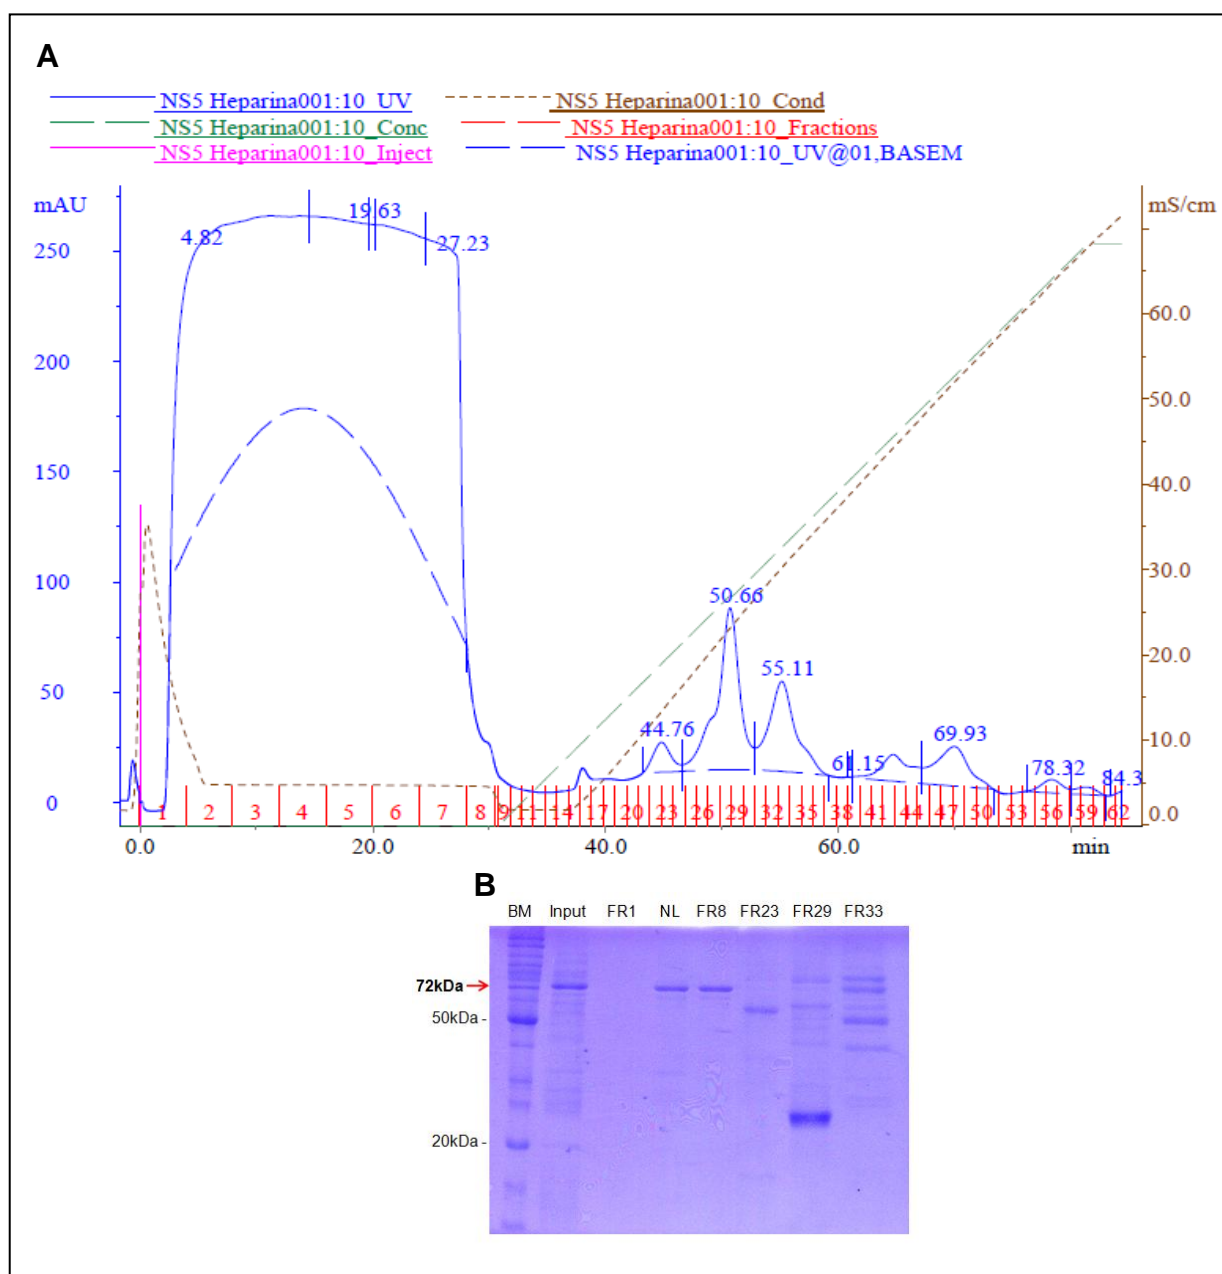 A
NS5 Heparina001:10_UV NS5 Heparina001:10_Cond
NS5 Heparina001:10_Conc NS5 Heparina001:10_Fractions
NS5 Heparina001:10_Inject NS5 Heparina001:10_UV@01,BASEM
mAU mS/cm
4.82 19.63 27.23
250
60.0
200
50.0
150
40.0
100
30.0
50.66
20.0
55.11
50
44.76 69.93
10.0
61.15 78.32 84.3
0
0.0
1 2 3 4 5 6 7 8 9 11 14 17 20 23 26 29 32 35 38 41 44 47 50 53 56 59 62
0.0 20.0 40.0 60.0 min
B
BM Input FR1 NL FR8 FR23 FR29 FR33
72kDa
50kDa -
20kDa -